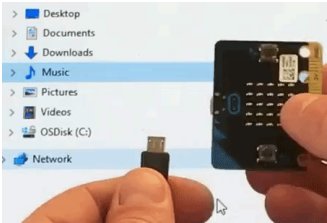 Desktop
Documents
Downloads
Music
Pictures
Videos
OSDisk (C:)
Network